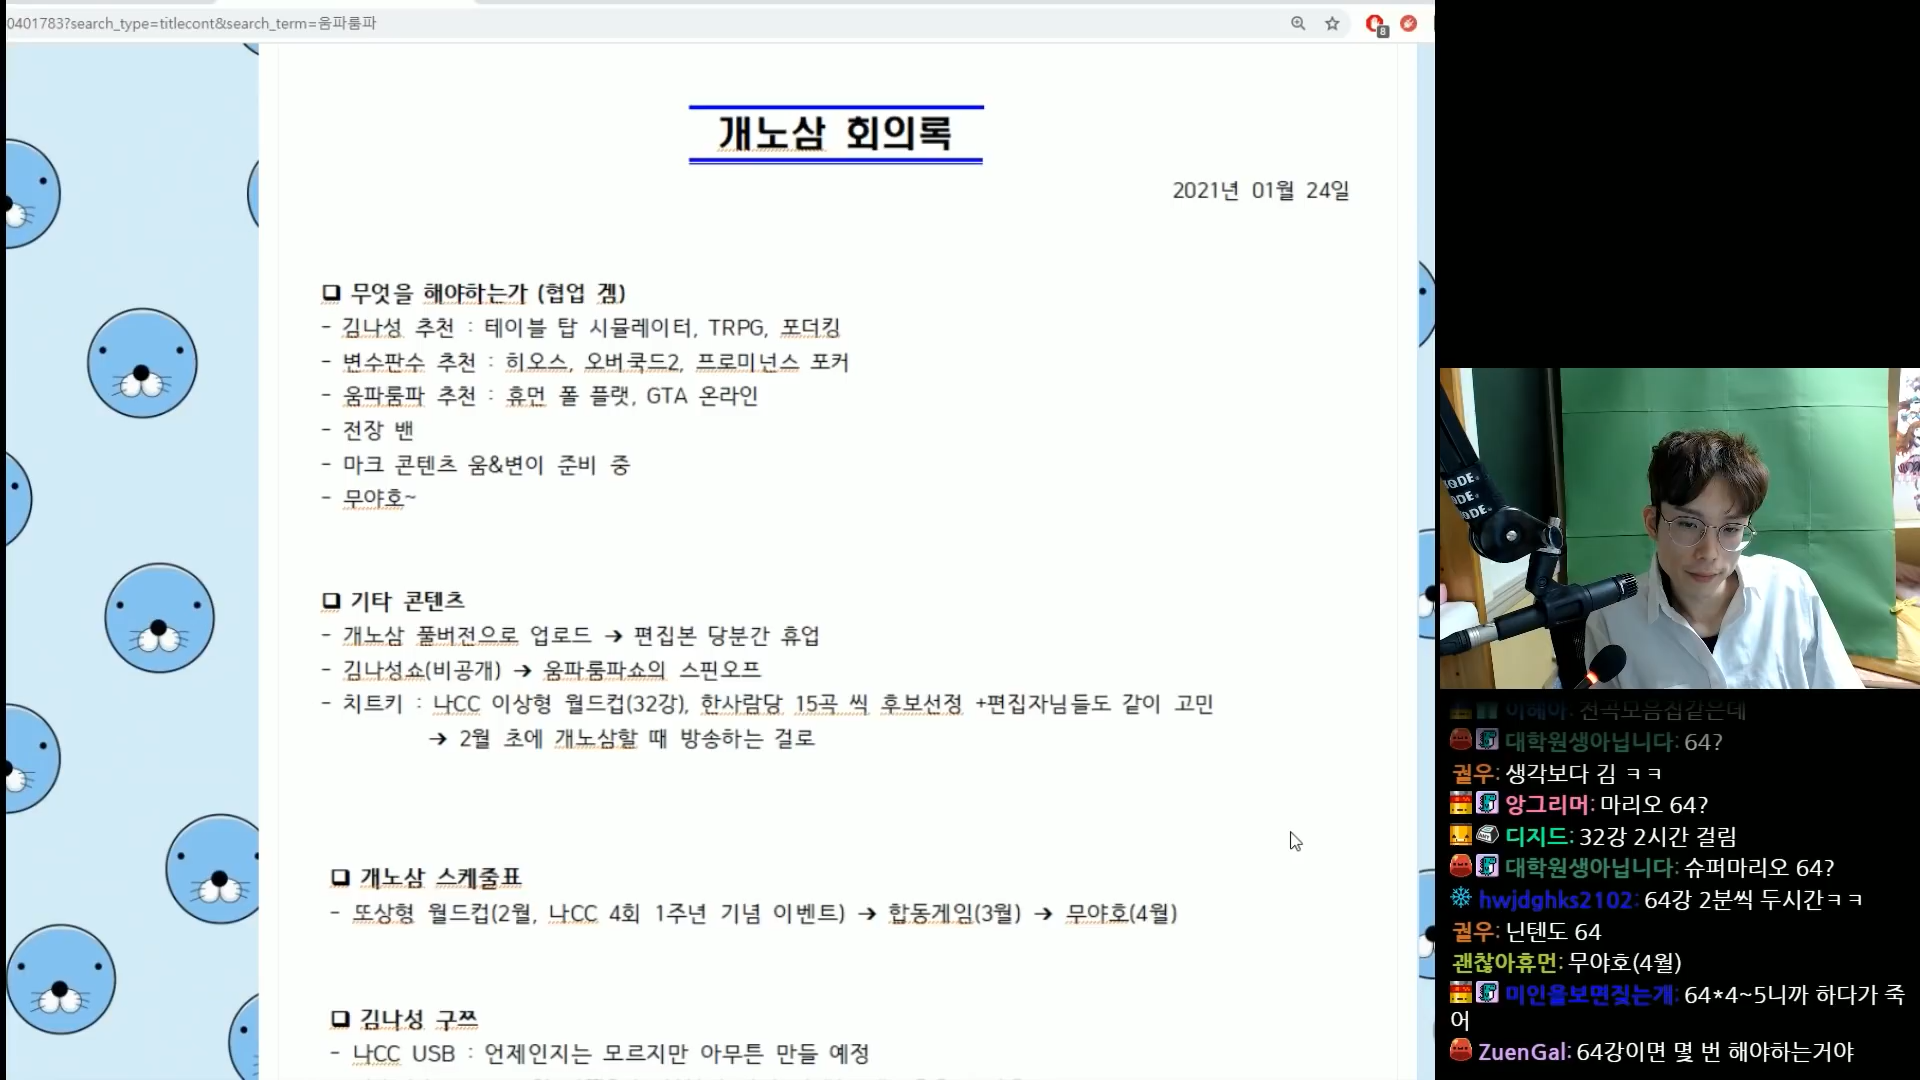 0401783?search_type=titlecont&search_term=움파룸파
8
개노삼 회의록
2021년 01월 24일
❑ 무엇을 해야하는가 (협업 겜)
- 김나성 추천 : 테이블 탑 시뮬레이터, TRPG, 포더킹
- 변수판수 추천 : 히오스, 오버쿡드2, 프로미넌스 포커
- 움파룸파 추천 : 휴먼 폴 플랫, GTA 온라인
- 전장 밴
- 마크 콘텐츠 움&변이 준비 중
- 무야호~
❑ 기타 콘텐츠
- 개노삼 풀버전으로 업로드 → 편집본 당분간 휴업
- 김나성쇼(비공개) → 움파룸파쇼의 스핀오프
- 치트키 : 나CC 이상형 월드컵(32강), 한사람당 15곡 씩 후보선정 +편집자님들도 같이 고민
→ 2월 초에 개노삼할 때 방송하는 걸로
❑ 개노삼 스케줄표
- 또상형 월드컵(2월, 나CC 4회 1주년 기념 이벤트) → 합동게임(3월) → 무야호(4월)
❑ 김나성 구쯔
- 나CC USB : 언제인지는 모르지만 아무튼 만들 예정
이헤아: 전곡모음집같은데
대학원생아닙니다: 64?
궐우: 생각보다 김 ㅋㅋ
앙그리머: 마리오 64?
디지드: 32강 2시간 걸림
대학원생아닙니다: 슈퍼마리오 64?
hwjdghks2102: 64강 2분씩 두시간ㅋㅋ
궐우: 닌텐도 64
괜찮아휴먼: 무야호(4월)
미인을보면짖는개: 64*4~5니까 하다가 죽
어
ZuenGal: 64강이면 몇 번 해야하는거야